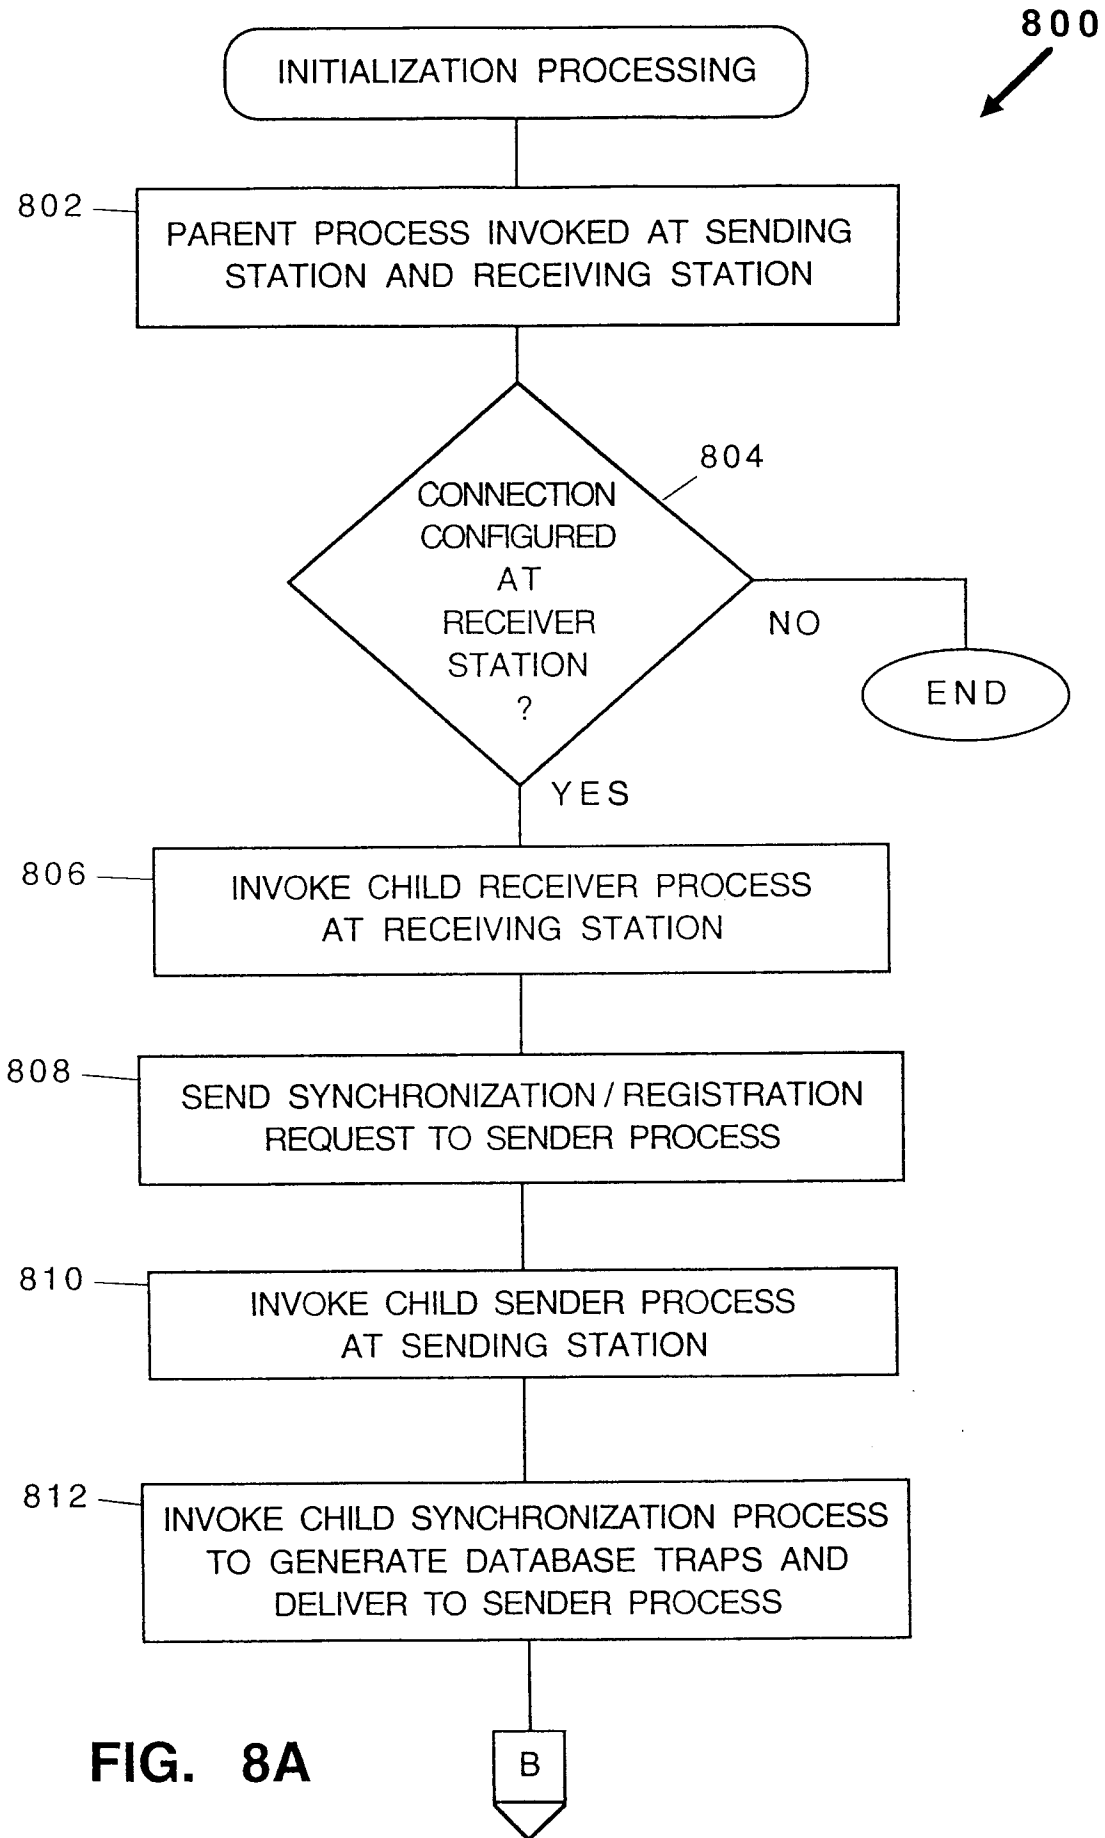 800
INITIALIZATION PROCESSING
802
PARENT PROCESS INVOKED AT SENDING
STATION AND RECEIVING STATION
804
CONNECTION
CONFIGURED
AT
RECEIVER
STATION
?
NO
END
YES
806
INVOKE CHILD RECEIVER PROCESS
AT RECEIVING STATION
808
SEND SYNCHRONIZATION / REGISTRATION
REQUEST TO SENDER PROCESS
810
INVOKE CHILD SENDER PROCESS
AT SENDING STATION
812
INVOKE CHILD SYNCHRONIZATION PROCESS
TO GENERATE DATABASE TRAPS AND
DELIVER TO SENDER PROCESS
B
FIG. 8A